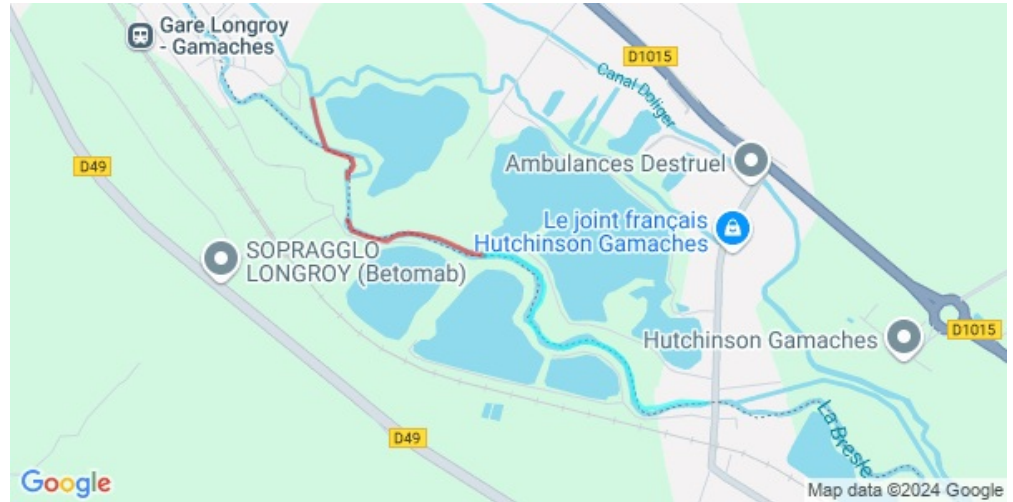 Gare Longroy
- Gamaches
D1015
D1015
Canal Doliger
D49
Ambulances Destruel
Le joint français
Hutchinson Gamaches
SOPRAGGLO
LONGROY (Betomab)
Hutchinson Gamaches
D1015
La Bresle
D49
Google
Map data ©2024 Google